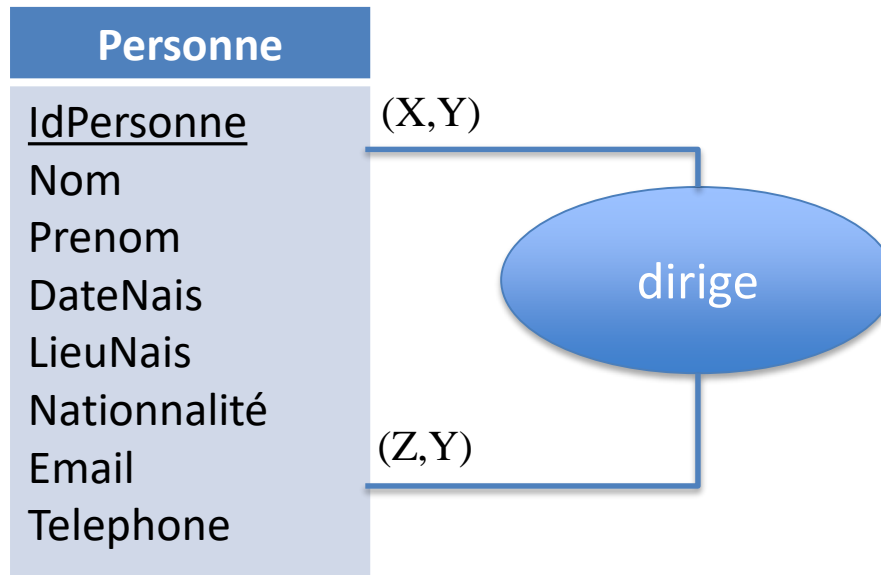 Personne
IdPersonne
Nom
Prenom
DateNais
LieuNais
Nationnalité
Email
Telephone
(X,Y)
dirige
(Z,Y)